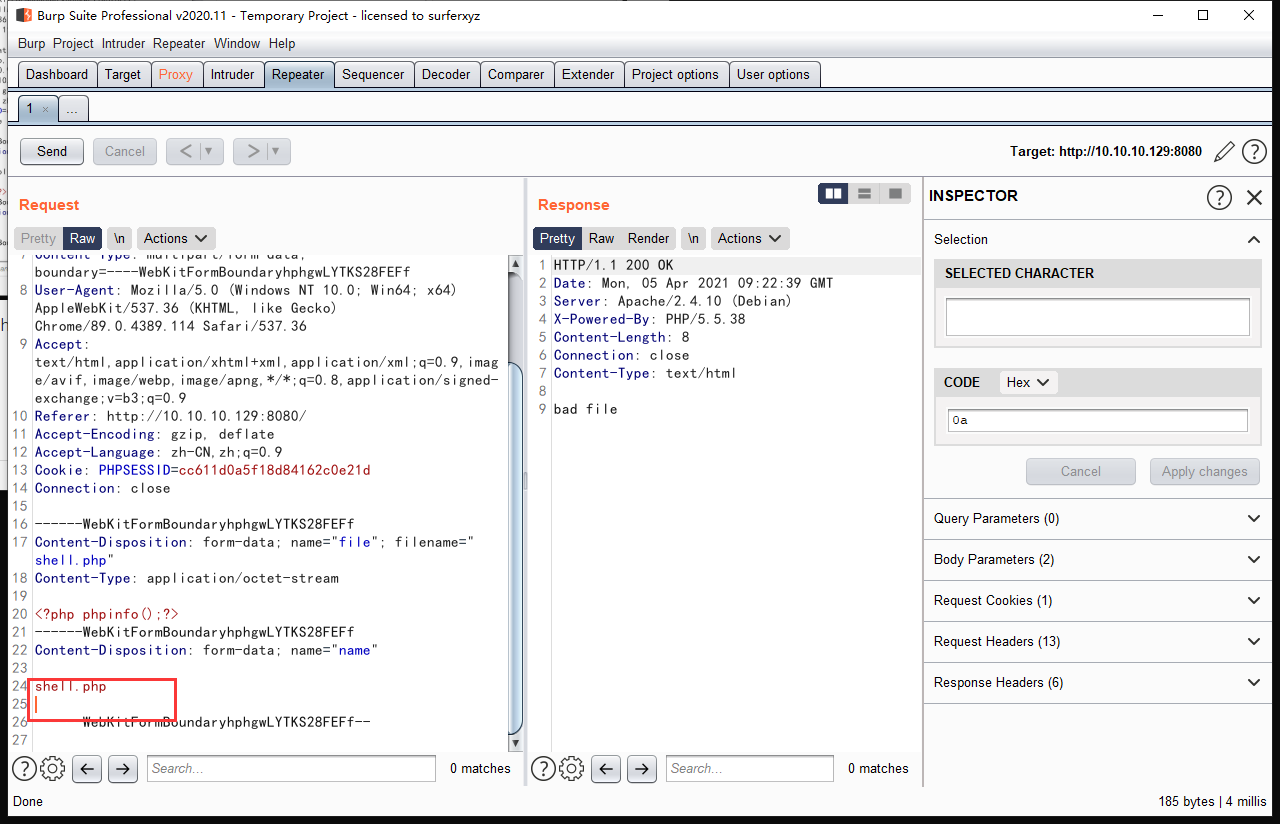 Burp Suite Professional v2020.11 - Temporary Project - licensed to surferxyz
Burp Project Intruder Repeater Window Help
Dashboard Target Proxy Intruder Repeater Sequencer Decoder Comparer Extender Project options User options
1 × ...
Send Cancel < > Target: http://10.10.10.129:8080 ?
Request
Pretty Raw \n Actions
7 Content-Type: multipart/form-data;
boundary=----WebKitFormBoundaryhphgwLYTKS28FEFf
8 User-Agent: Mozilla/5.0 (Windows NT 10.0; Win64; x64)
AppleWebKit/537.36 (KHTML, like Gecko)
Chrome/89.0.4389.114 Safari/537.36
9 Accept:
text/html,application/xhtml+xml,application/xml;q=0.9,imag
e/avif,image/webp,image/apng,*/*;q=0.8,application/signed-
exchange;v=b3;q=0.9
10 Referer: http://10.10.10.129:8080/
11 Accept-Encoding: gzip, deflate
12 Accept-Language: zh-CN,zh;q=0.9
13 Cookie: PHPSESSID=cc611d0a5f18d84162c0e21d
14 Connection: close
15
16 ------WebKitFormBoundaryhphgwLYTKS28FEFf
17 Content-Disposition: form-data; name="file"; filename="
shell.php"
18 Content-Type: application/octet-stream
19
20 <?php phpinfo();?>
21 ------WebKitFormBoundaryhphgwLYTKS28FEFf
22 Content-Disposition: form-data; name="name"
23
24 shell.php
25
26 ------WebKitFormBoundaryhphgwLYTKS28FEFf--
27
? Search... 0 matches
Response
Pretty Raw Render \n Actions
1 HTTP/1.1 200 OK
2 Date: Mon, 05 Apr 2021 09:22:39 GMT
3 Server: Apache/2.4.10 (Debian)
4 X-Powered-By: PHP/5.5.38
5 Content-Length: 8
6 Connection: close
7 Content-Type: text/html
8
9 bad file
? Search... 0 matches
INSPECTOR ?
Selection
SELECTED CHARACTER
CODE Hex
0a
Cancel Apply changes
Query Parameters (0)
Body Parameters (2)
Request Cookies (1)
Request Headers (13)
Response Headers (6)
Done 185 bytes | 4 millis